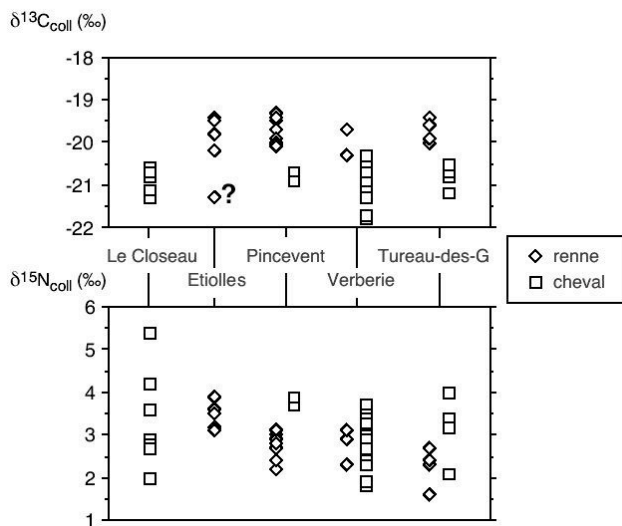 δ13Ccoll (‰)
-18
-19
-20
-21
?
-22
Le Closeau Pincevent Tureau-des-G
δ15Ncoll (‰) Etiolles Verberie
renne
cheval
6
5
4
3
2
1